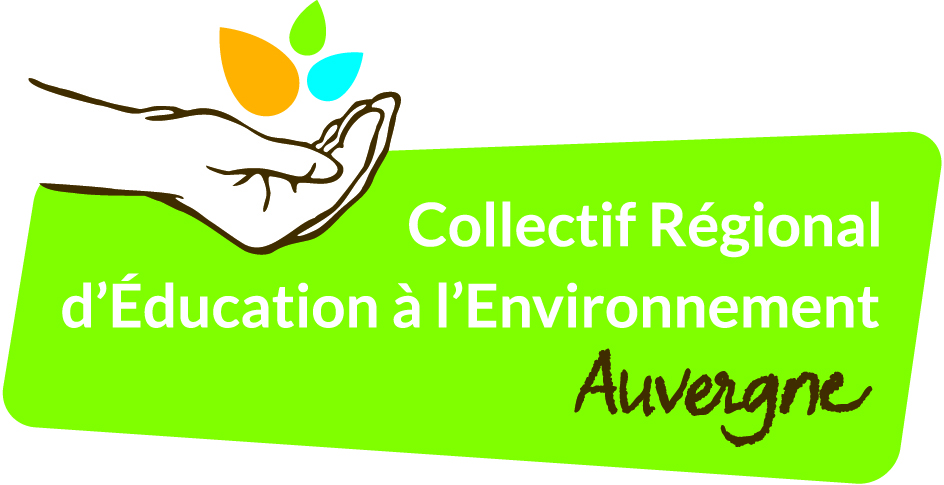 Collectif Régional
d’Éducation à l’Environnement
Auvergne